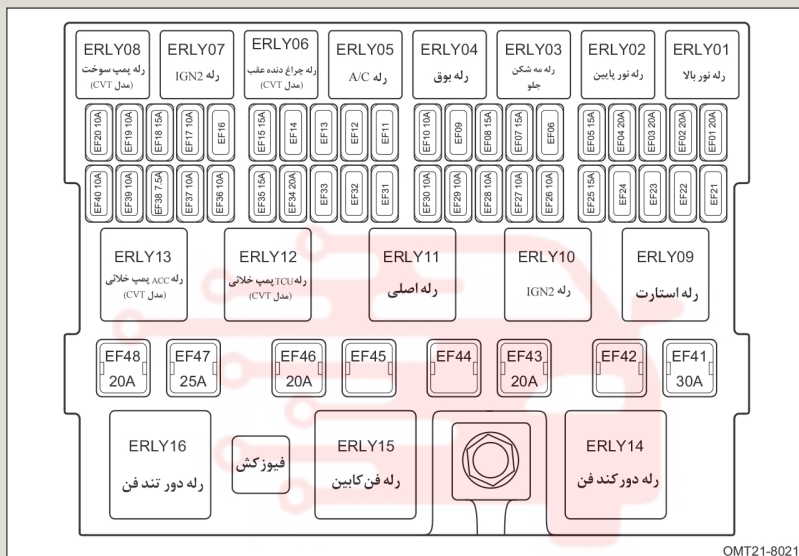 ERLY08
رله پمپ سوخت
(مدل CVT)
ERLY07
رله IGN2
ERLY06
رله چراغ دنده عقب
(مدل CVT)
ERLY05
رله A/C
ERLY04
رله بوق
ERLY03
رله مه شکن
جلو
ERLY02
رله نور پایین
ERLY01
رله نور بالا
EF20 10A
EF19 10A
EF18 15A
EF17 10A
EF16
EF15 15A
EF14
EF13
EF12
EF11
EF10 10A
EF09
EF08 15A
EF07 15A
EF06
EF05 15A
EF04 20A
EF03 20A
EF02 20A
EF01 20A
EF40 10A
EF39 10A
EF38 7.5A
EF37 10A
EF36 10A
EF35 15A
EF34 20A
EF33
EF32
EF31
EF30 10A
EF29 10A
EF28 10A
EF27 10A
EF26 10A
EF25 15A
EF24
EF23
EF22
EF21
ERLY13
رله ACC پمپ خلائی
(مدل CVT)
ERLY12
رله TCU پمپ خلائی
(مدل CVT)
ERLY11
رله اصلی
ERLY10
رله IGN2
ERLY09
رله استارت
EF48
20A
EF47
25A
EF46
20A
EF45
EF44
EF43
20A
EF42
EF41
30A
ERLY16
رله دور تند فن
فیوز کش
ERLY15
رله فن کابین
ERLY14
رله دور کند فن
OMT21-8021